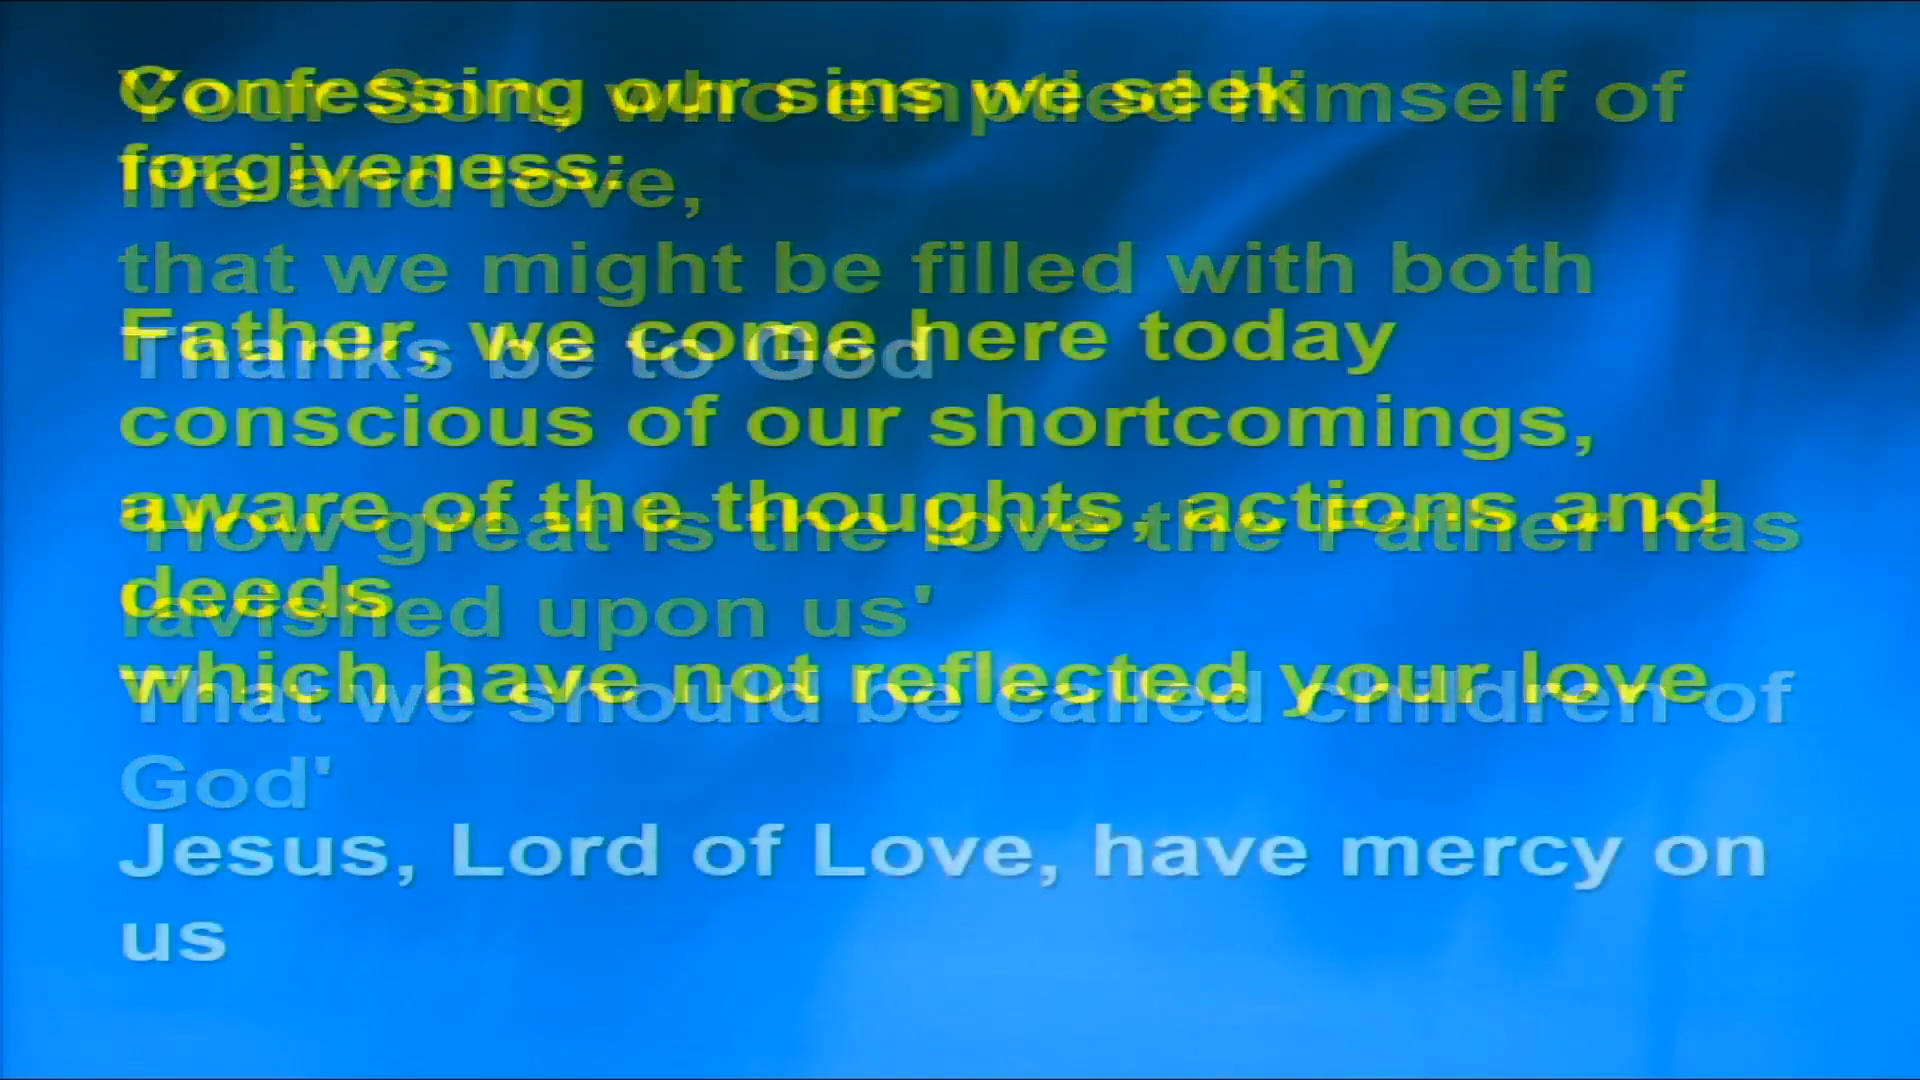 Confessing our sins we seek
forgiveness:
Father, we come here today
conscious of our shortcomings,
aware of the thoughts, actions and
deeds
which have not reflected your love
Jesus, Lord of Love, have mercy on
us
Your Son, who emptied himself of
life and love,
that we might be filled with both
Thanks be to God
'How great is the love the Father has
lavished upon us'
'That we should be called children of
God'